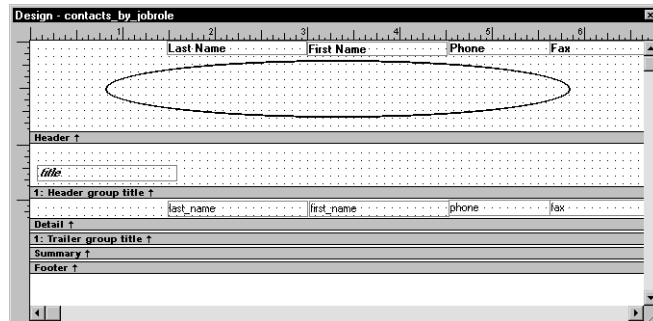 Design - contacts_by_jobrole
1 2 3 4 5 6
Last Name First Name Phone Fax
Header ↑
title
1: Header group title ↑
last_name first_name phone fax
Detail ↑
1: Trailer group title ↑
Summary ↑
Footer ↑